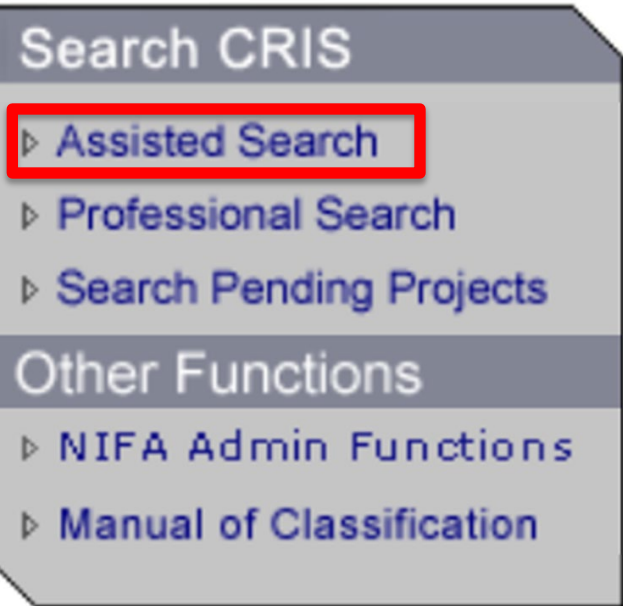 Search CRIS
Assisted Search
Professional Search
Search Pending Projects
Other Functions
NIFA Admin Functions
Manual of Classification